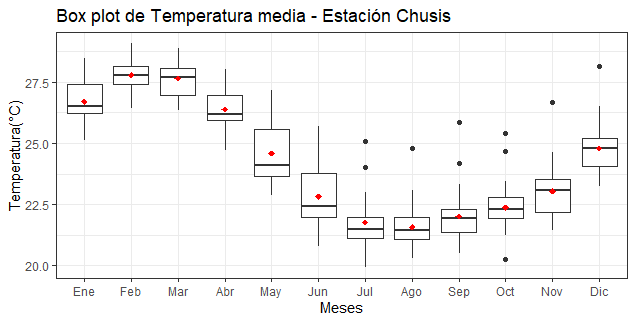 Box plot de Temperatura media - Estación Chusis
Temperatura(°C)
27.5
25.0
22.5
20.0
Ene Feb Mar Abr May Jun Jul Ago Sep Oct Nov Dic
Meses